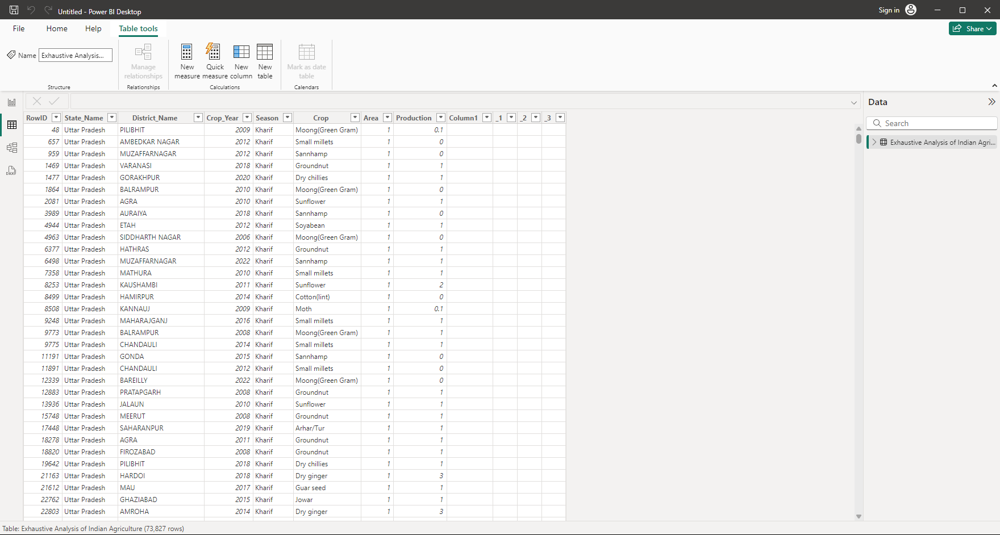 Untitled - Power BI Desktop
Sign in
File Home Help Table tools
Share
Name Exhaustive Analysis...
Manage relationships
New measure
Quick measure
New column
New table
Mark as date table
Structure Relationships Calculations Calendars
Data
Search
Exhaustive Analysis of Indian Agri...
DAX
RowID State_Name District_Name Crop_Year Season Crop Area Production Column1 _1 _2 _3
48 Uttar Pradesh PILIBHIT 2009 Kharif Moong(Green Gram) 1 0.1
657 Uttar Pradesh AMBEDKAR NAGAR 2012 Kharif Small millets 1 0
959 Uttar Pradesh MUZAFFARNAGAR 2012 Kharif Sannhamp 1 0
1469 Uttar Pradesh VARANASI 2018 Kharif Groundnut 1 1
1477 Uttar Pradesh GORAKHPUR 2020 Kharif Dry chillies 1 1
1864 Uttar Pradesh BALRAMPUR 2010 Kharif Moong(Green Gram) 1 0
2081 Uttar Pradesh AGRA 2010 Kharif Sunflower 1 1
3989 Uttar Pradesh AURAIYA 2018 Kharif Sannhamp 1 0
4944 Uttar Pradesh ETAH 2012 Kharif Soyabean 1 1
4963 Uttar Pradesh SIDDHARTH NAGAR 2006 Kharif Moong(Green Gram) 1 0
6377 Uttar Pradesh HATHRAS 2012 Kharif Groundnut 1 1
6498 Uttar Pradesh MUZAFFARNAGAR 2022 Kharif Sannhamp 1 1
7358 Uttar Pradesh MATHURA 2010 Kharif Small millets 1 1
8253 Uttar Pradesh KAUSHAMBI 2011 Kharif Sunflower 1 2
8499 Uttar Pradesh HAMIRPUR 2014 Kharif Cotton(lint) 1 0
8508 Uttar Pradesh KANNAUJ 2009 Kharif Moth 1 0.1
9248 Uttar Pradesh MAHARAJGANJ 2016 Kharif Small millets 1 1
9773 Uttar Pradesh BALRAMPUR 2008 Kharif Moong(Green Gram) 1 1
9775 Uttar Pradesh CHANDAULI 2014 Kharif Small millets 1 1
11191 Uttar Pradesh GONDA 2015 Kharif Sannhamp 1 0
11891 Uttar Pradesh CHANDAULI 2012 Kharif Small millets 1 0
12339 Uttar Pradesh BAREILLY 2022 Kharif Moong(Green Gram) 1 0
12883 Uttar Pradesh PRATAPGARH 2008 Kharif Groundnut 1 1
13936 Uttar Pradesh JALAUN 2010 Kharif Sunflower 1 1
15748 Uttar Pradesh MEERUT 2008 Kharif Groundnut 1 1
17448 Uttar Pradesh SAHARANPUR 2019 Kharif Arhar/Tur 1 1
18278 Uttar Pradesh AGRA 2011 Kharif Groundnut 1 1
18820 Uttar Pradesh FIROZABAD 2008 Kharif Groundnut 1 1
19642 Uttar Pradesh PILIBHIT 2018 Kharif Dry chillies 1 1
21163 Uttar Pradesh HARDOI 2018 Kharif Dry ginger 1 3
21612 Uttar Pradesh MAU 2017 Kharif Guar seed 1 1
22762 Uttar Pradesh GHAZIABAD 2015 Kharif Jowar 1 1
22803 Uttar Pradesh AMROHA 2014 Kharif Dry ginger 1 3
Table: Exhaustive Analysis of Indian Agriculture (73,827 rows)